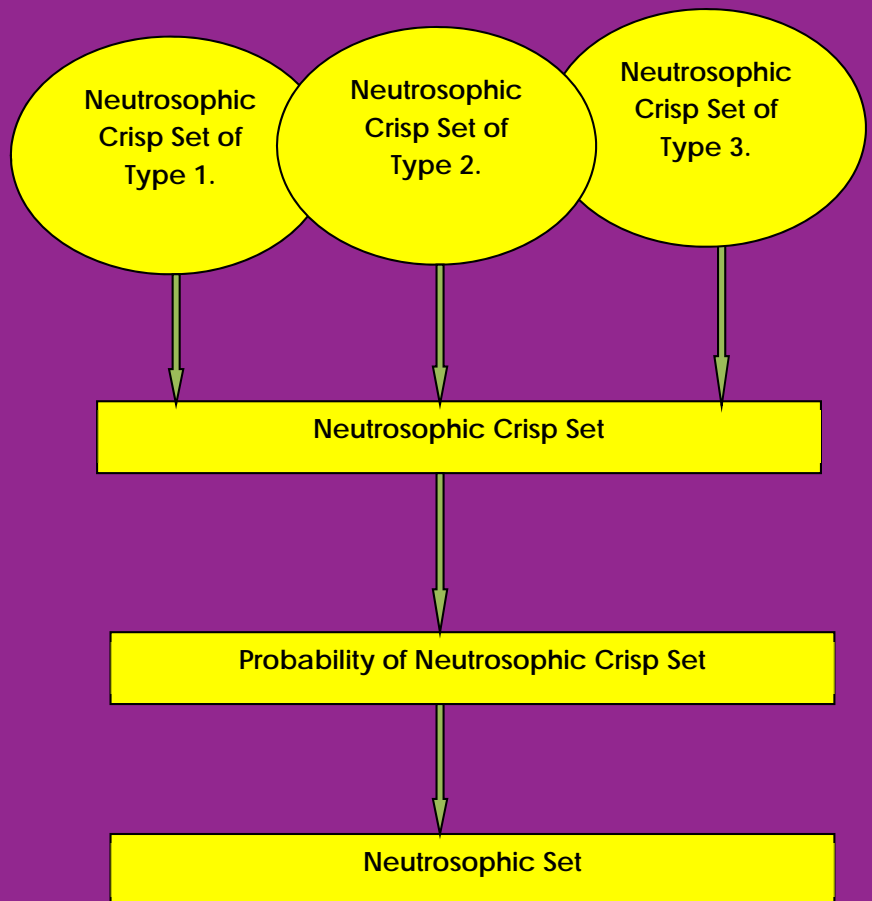 Neutrosophic
Crisp Set of
Type 1.
Neutrosophic
Crisp Set of
Type 2.
Neutrosophic
Crisp Set of
Type 3.
Neutrosophic Crisp Set
Probability of Neutrosophic Crisp Set
Neutrosophic Set